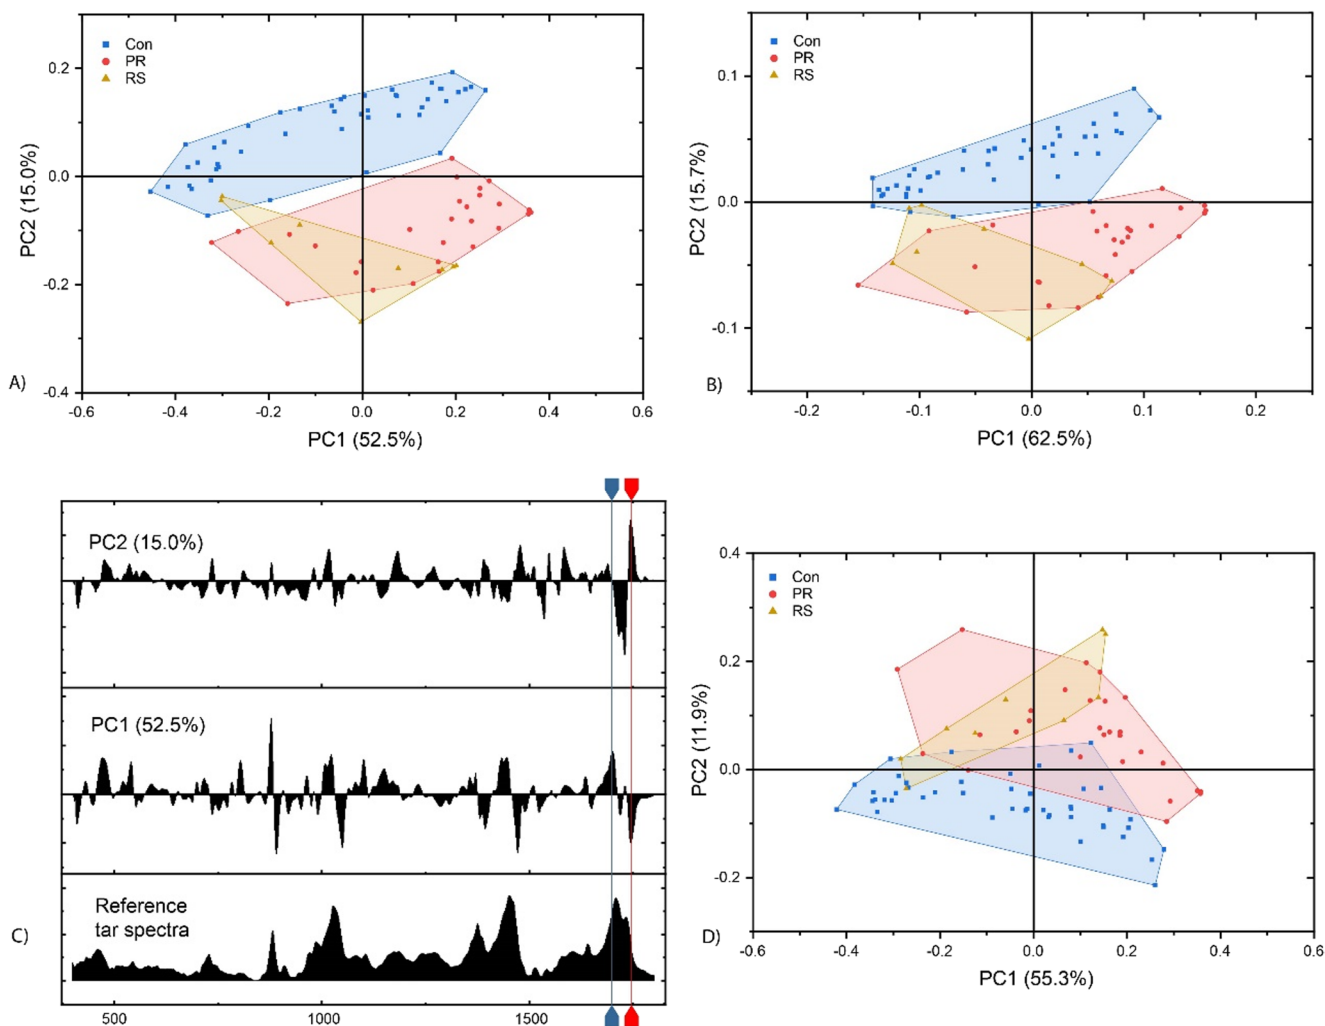 Con
PR
RS
0.2
0.0
-0.2
-0.4
PC2 (15.0%)
A)
-0.6
-0.4
-0.2
0.0
0.2
0.4
0.6
PC1 (52.5%)
Con
PR
RS
0.1
0.0
-0.1
PC2 (15.7%)
B)
-0.2
-0.1
0.0
0.1
0.2
PC1 (62.5%)
PC2 (15.0%)
PC1 (52.5%)
Reference
tar spectra
C)
500
1000
1500
Con
PR
RS
0.4
0.2
0.0
-0.2
PC2 (11.9%)
D)
-0.6
-0.4
-0.2
0.0
0.2
0.4
0.6
PC1 (55.3%)